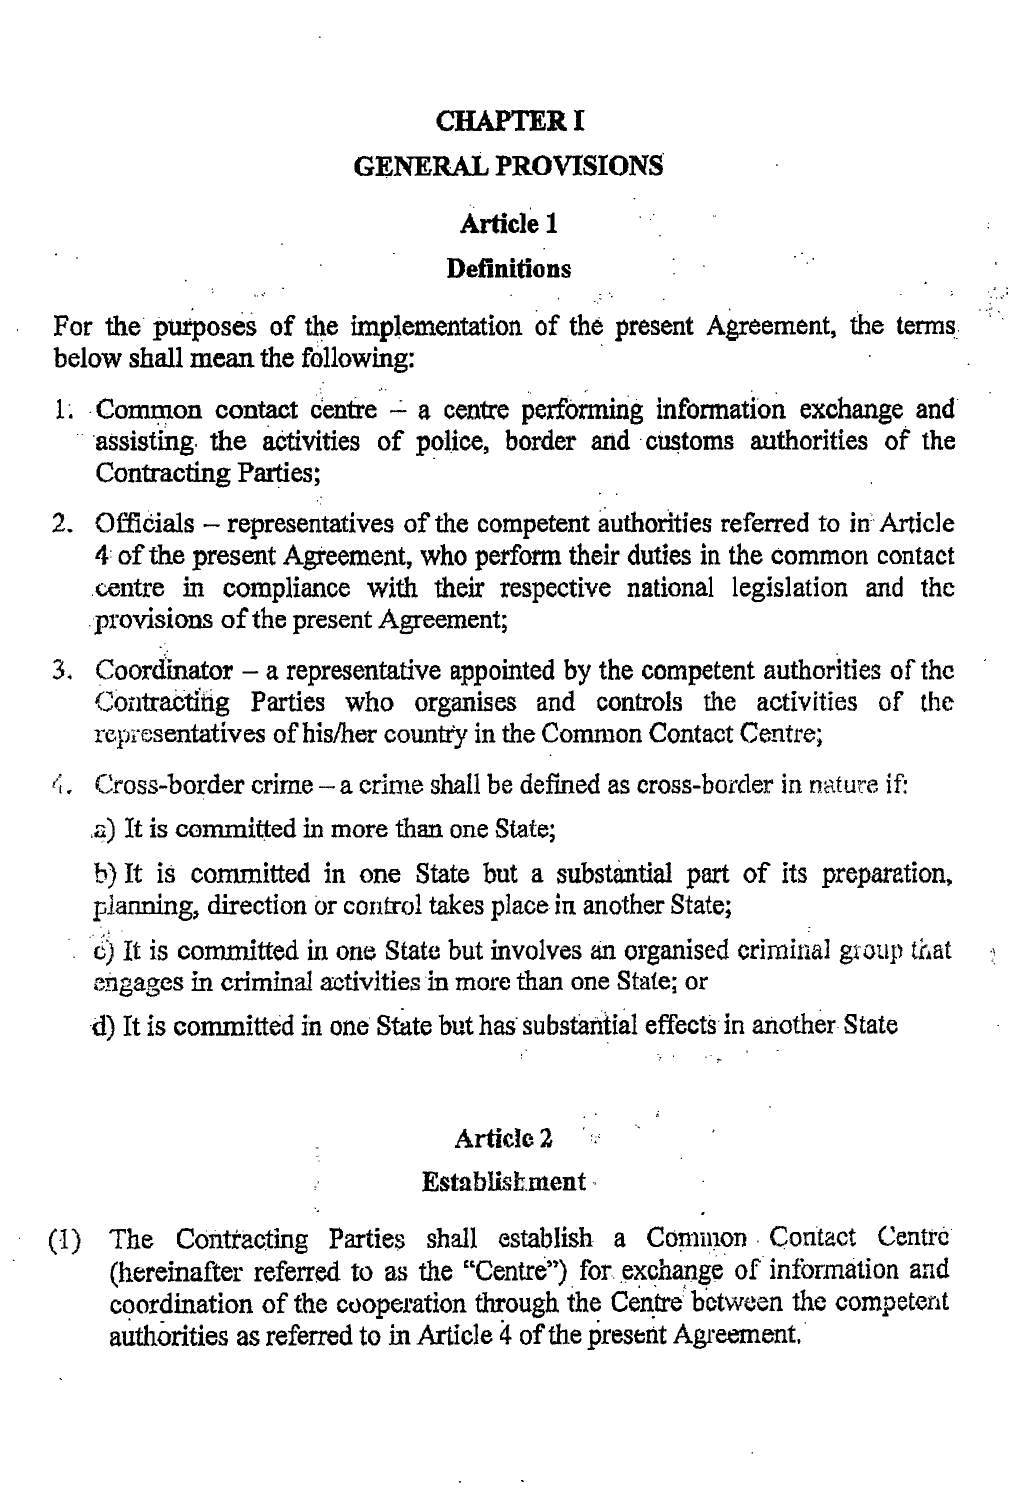 CHAPTER I
GENERAL PROVISIONS
Article 1
Definitions
For the purposes of the implementation of the present Agreement, the terms
below shall mean the following:
1. Common contact centre – a centre performing information exchange and
assisting the activities of police, border and customs authorities of the
Contracting Parties;
2. Officials – representatives of the competent authorities referred to in Article
4 of the present Agreement, who perform their duties in the common contact
centre in compliance with their respective national legislation and the
provisions of the present Agreement;
3. Coordinator – a representative appointed by the competent authorities of the
Contracting Parties who organises and controls the activities of the
representatives of his/her country in the Common Contact Centre;
4. Cross-border crime – a crime shall be defined as cross-border in nature if:
a) It is committed in more than one State;
b) It is committed in one State but a substantial part of its preparation,
planning, direction or control takes place in another State;
c) It is committed in one State but involves an organised criminal group that
engages in criminal activities in more than one State; or
d) It is committed in one State but has substantial effects in another State
Article 2
Establishment
(1) The Contracting Parties shall establish a Common Contact Centre
(hereinafter referred to as the “Centre”) for exchange of information and
coordination of the cooperation through the Centre between the competent
authorities as referred to in Article 4 of the present Agreement.